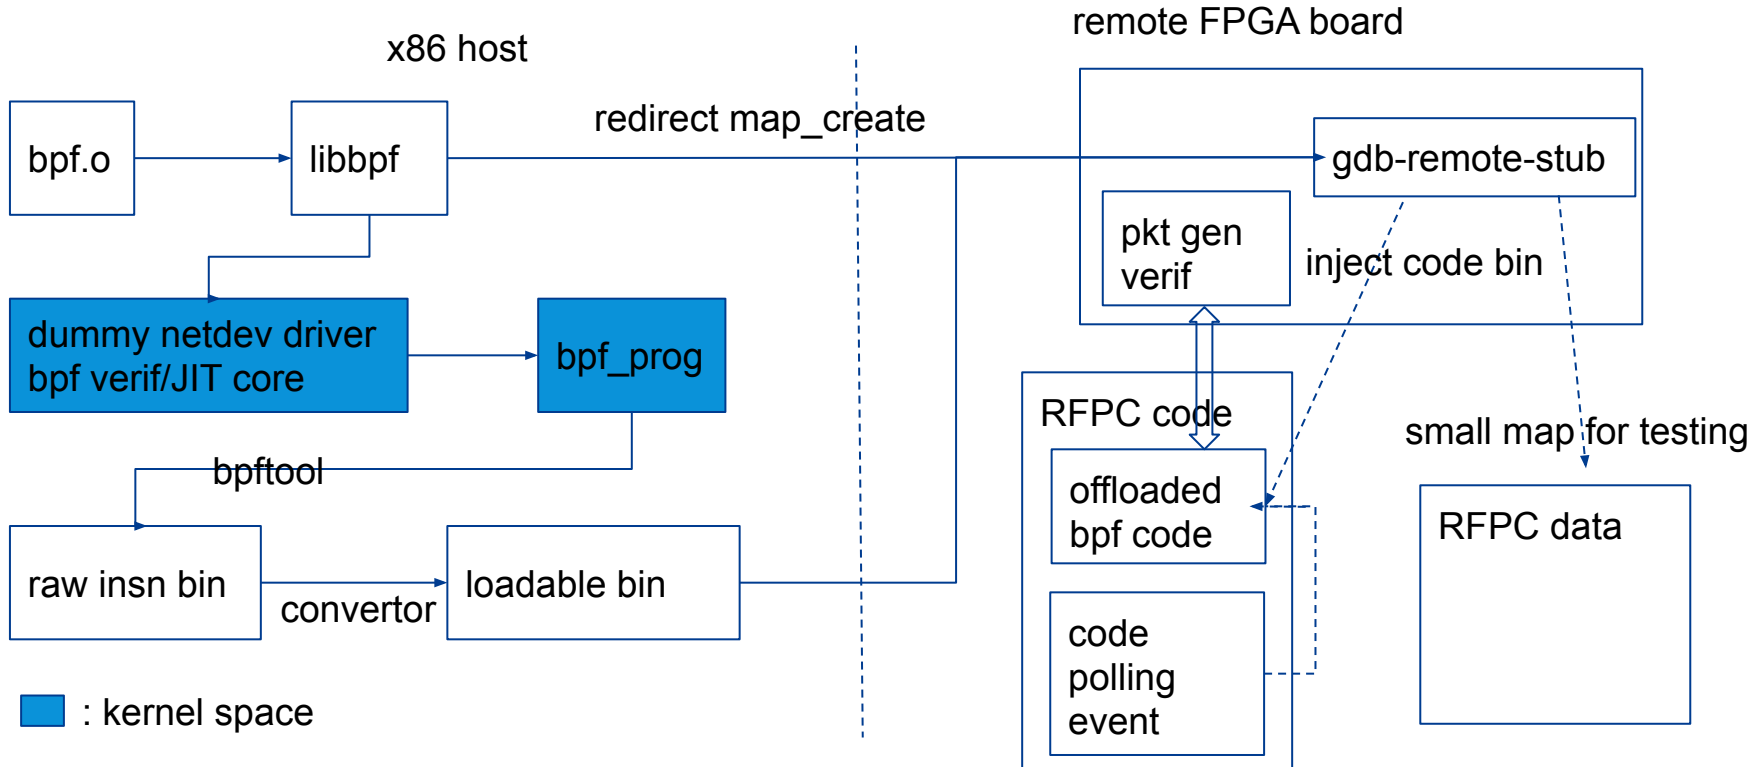 x86 host
remote FPGA board
bpf.o
libbpf
redirect map_create
gdb-remote-stub
pkt gen
verif
inject code bin
dummy netdev driver
bpf verif/JIT core
bpf_prog
RFPC code
small map for testing
bpftool
offloaded
bpf code
RFPC data
raw insn bin
convertor
loadable bin
code
polling
event
: kernel space